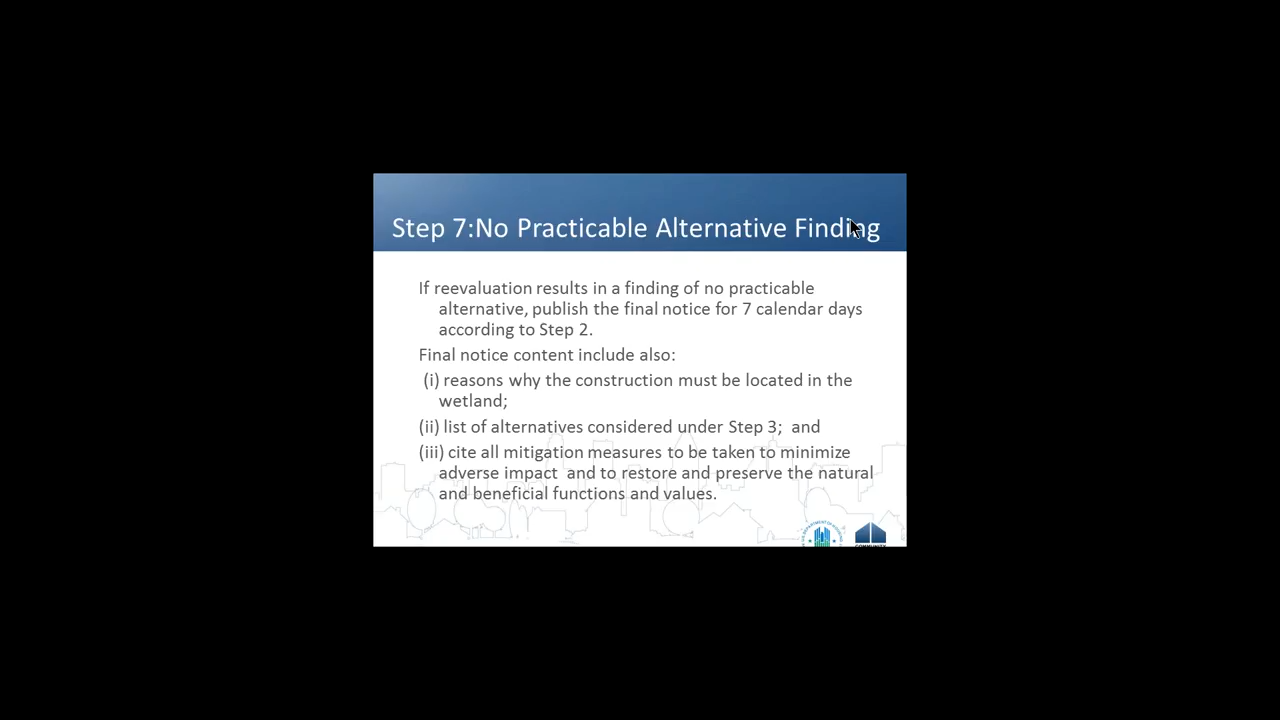 Step 7:No Practicable Alternative Finding
If reevaluation results in a finding of no practicable
alternative, publish the final notice for 7 calendar days
according to Step 2.
Final notice content include also:
(i) reasons why the construction must be located in the
wetland;
(ii) list of alternatives considered under Step 3;  and
(iii) cite all mitigation measures to be taken to minimize
adverse impact  and to restore and preserve the natural
and beneficial functions and values.
COMMUNITY